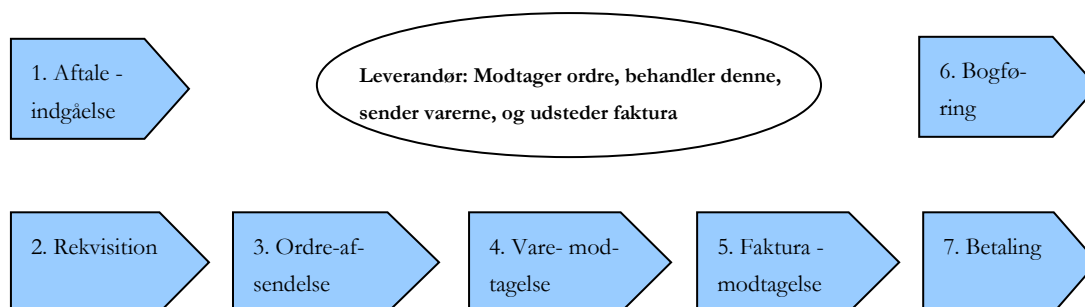 1. Aftale -
indgåelse
Leverandør: Modtager ordre, behandler denne,
sender varerne, og udsteder faktura
6. Bogfø-
ring
2. Rekvisition
3. Ordre-af-
sendelse
4. Vare- mod-
tagelse
5. Faktura -
modtagelse
7. Betaling